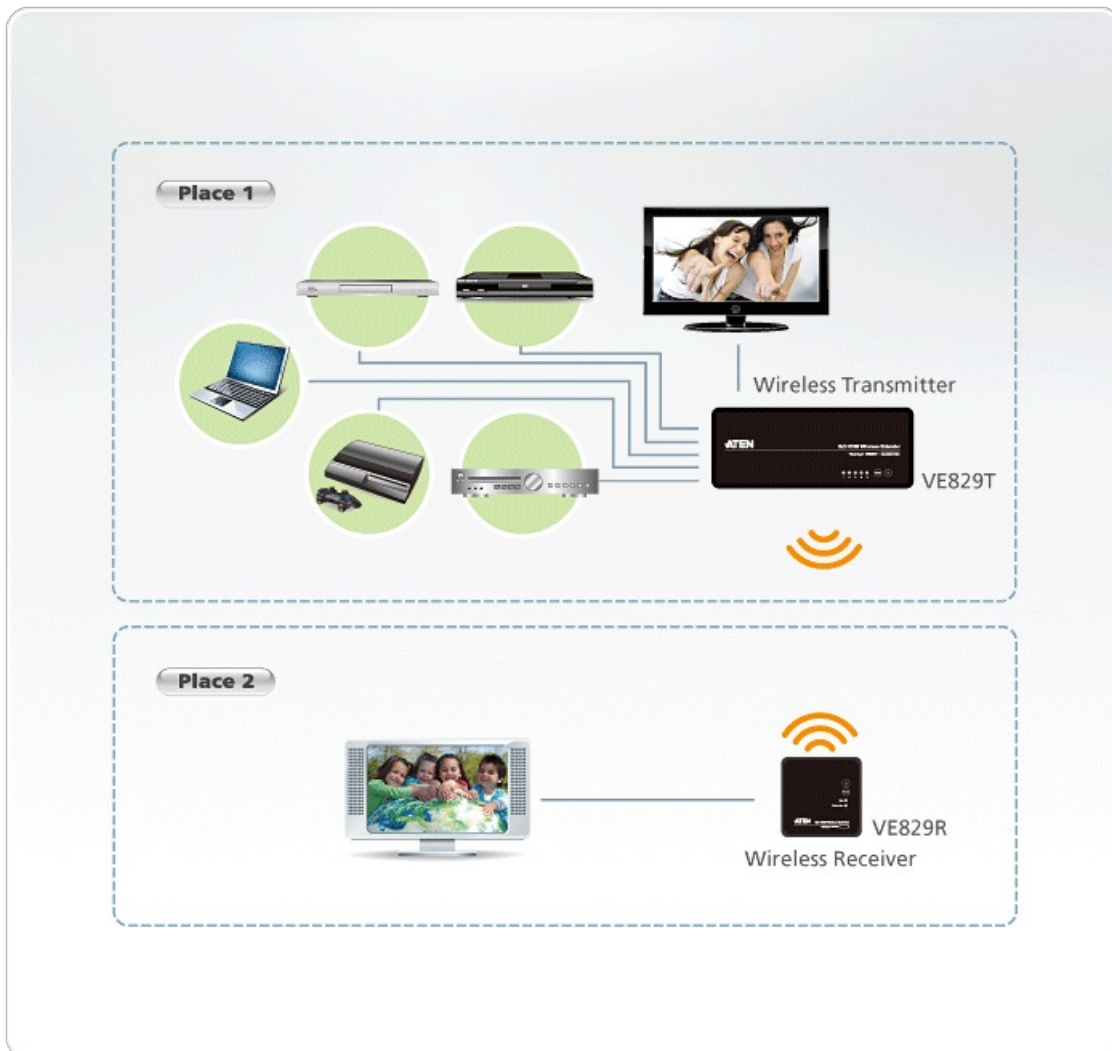 Place 1
Wireless Transmitter
ATEN
VE829T
Place 2
ATEN
VE829R
Wireless Receiver